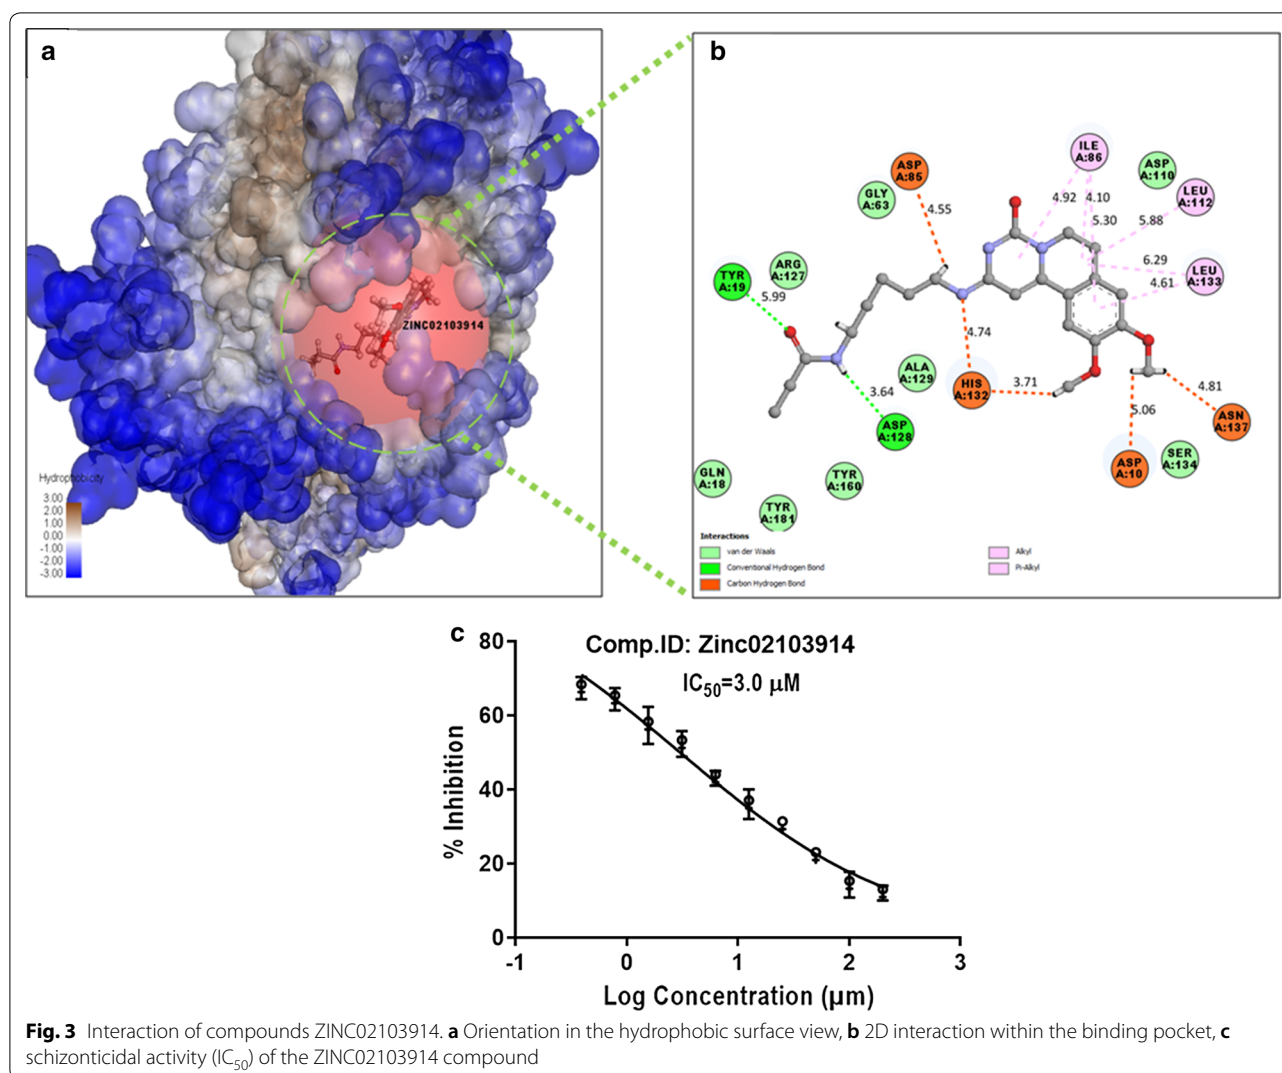 a
ZINC02103914
Hydrophobicity
3.00
2.00
1.00
0.00
-1.00
-2.00
-3.00
b
ILE
A:86
ASP
A:110
ASP
A:85
GLY
A:63
LEU
A:112
4.92
4.10
5.30
5.88
4.55
ARG
A:127
TYR
A:19
6.29
LEU
A:133
4.61
5.99
4.74
ALA
A:129
HIS
A:132
3.71
3.64
4.81
5.06
ASN
A:137
ASP
A:128
ASP
A:10
SER
A:134
GLN
A:18
TYR
A:160
TYR
A:181
Interactions
van der Waals
Conventional Hydrogen Bond
Carbon Hydrogen Bond
Alkyl
Pi-Alkyl
c
Comp.ID: Zinc02103914
IC50=3.0 µM
% Inhibition
80
60
40
20
0
-1 0 1 2 3
Log Concentration (µm)
Fig. 3 Interaction of compounds ZINC02103914. a Orientation in the hydrophobic surface view, b 2D interaction within the binding pocket, c
schizonticidal activity (IC50) of the ZINC02103914 compound